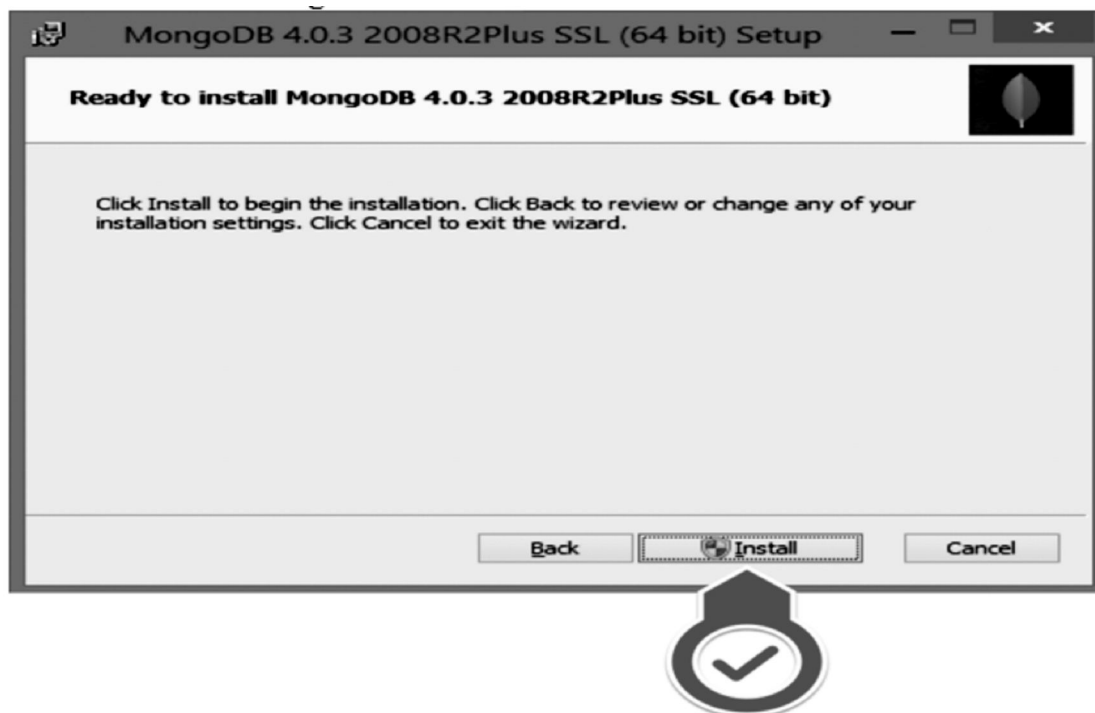 MongoDB 4.0.3 2008R2Plus SSL (64 bit) Setup
Ready to install MongoDB 4.0.3 2008R2Plus SSL (64 bit)
Click Install to begin the installation. Click Back to review or change any of your
installation settings. Click Cancel to exit the wizard.
Back Install Cancel